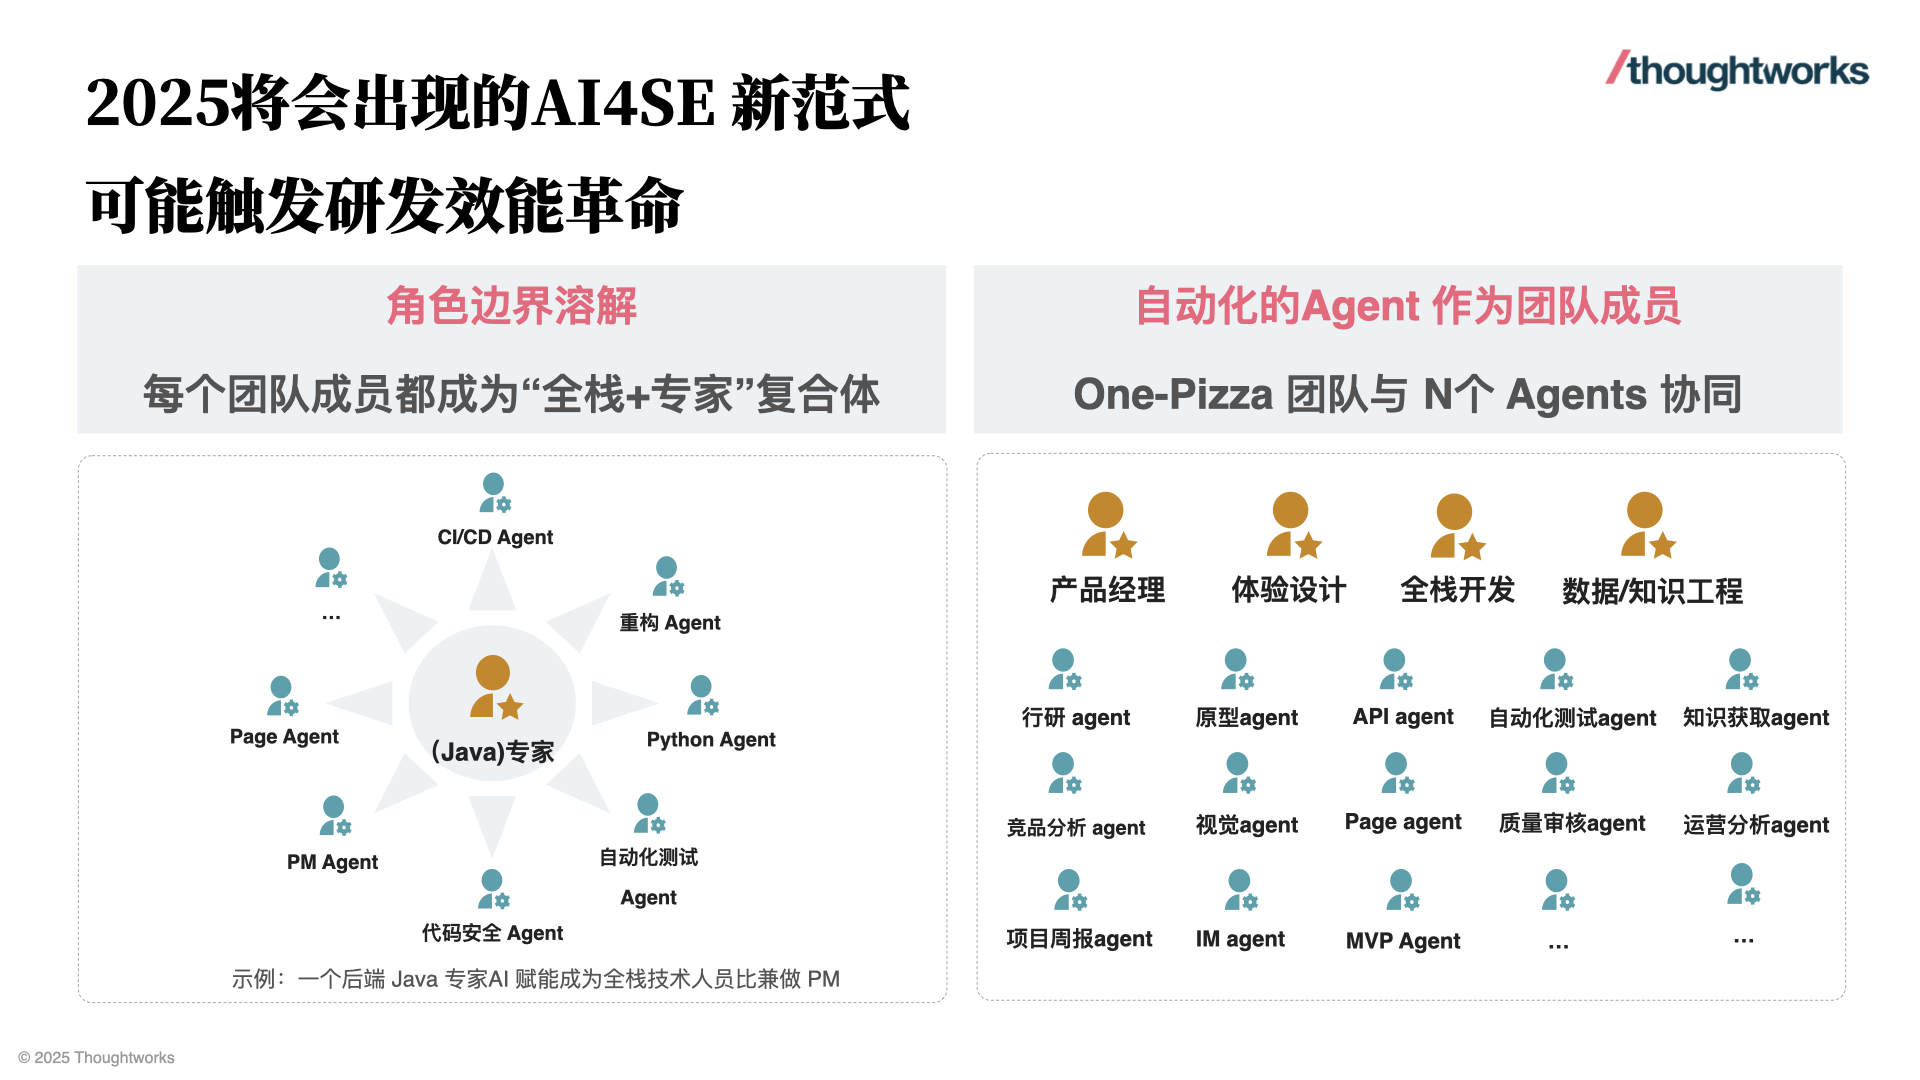 2025将会出现的AI4SE 新范式
可能触发研发效能革命
/thoughtworks
角色边界溶解
每个团队成员都成为“全栈+专家”复合体
自动化的Agent 作为团队成员
One-Pizza 团队与 N个 Agents 协同
CI/CD Agent
...
重构 Agent
Page Agent
（Java)专家
Python Agent
PM Agent
自动化测试
Agent
代码安全 Agent
示例：一个后端 Java 专家AI 赋能成为全栈技术人员比兼做 PM
产品经理
体验设计
全栈开发
数据/知识工程
行研 agent
原型agent
API agent
自动化测试agent
知识获取agent
竞品分析 agent
视觉agent
Page agent
质量审核agent
运营分析agent
项目周报agent
IM agent
MVP Agent
...
...
© 2025 Thoughtworks